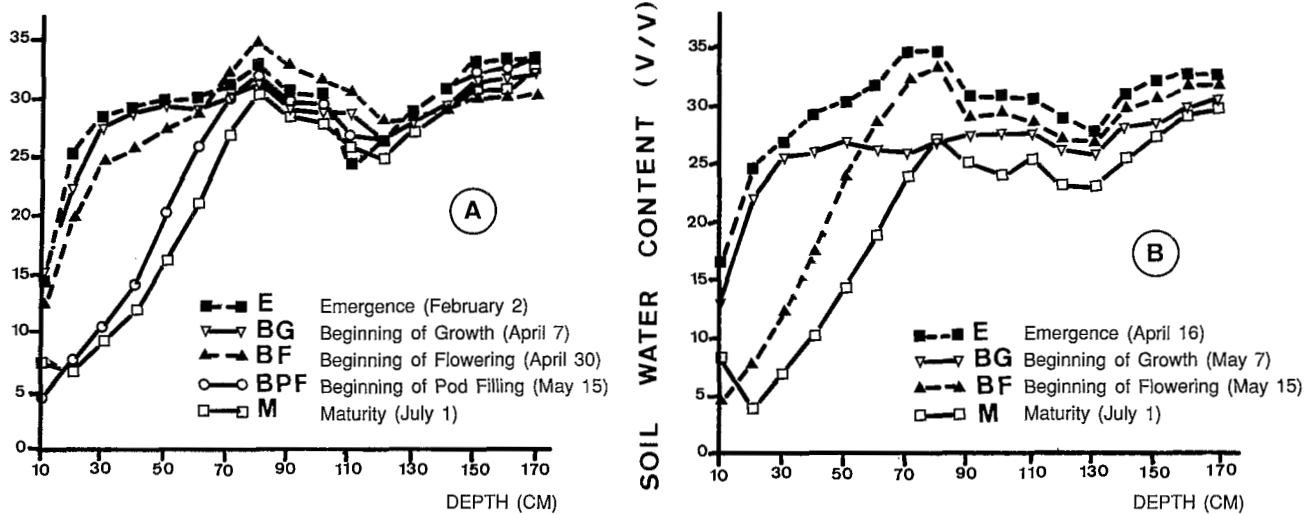 35
30
25
20
15
10
5
0
10 30 50 70 90 110 130 150 170
DEPTH (CM)
A
E Emergence (February 2)
BG Beginning of Growth (April 7)
BF Beginning of Flowering (April 30)
BPF Beginning of Pod Filling (May 15)
M Maturity (July 1)
SOIL WATER CONTENT (V/V)
35
30
25
20
15
10
5
0
10 30 50 70 90 110 130 150 170
DEPTH (CM)
B
E Emergence (April 16)
BG Beginning of Growth (May 7)
BF Beginning of Flowering (May 15)
M Maturity (July 1)